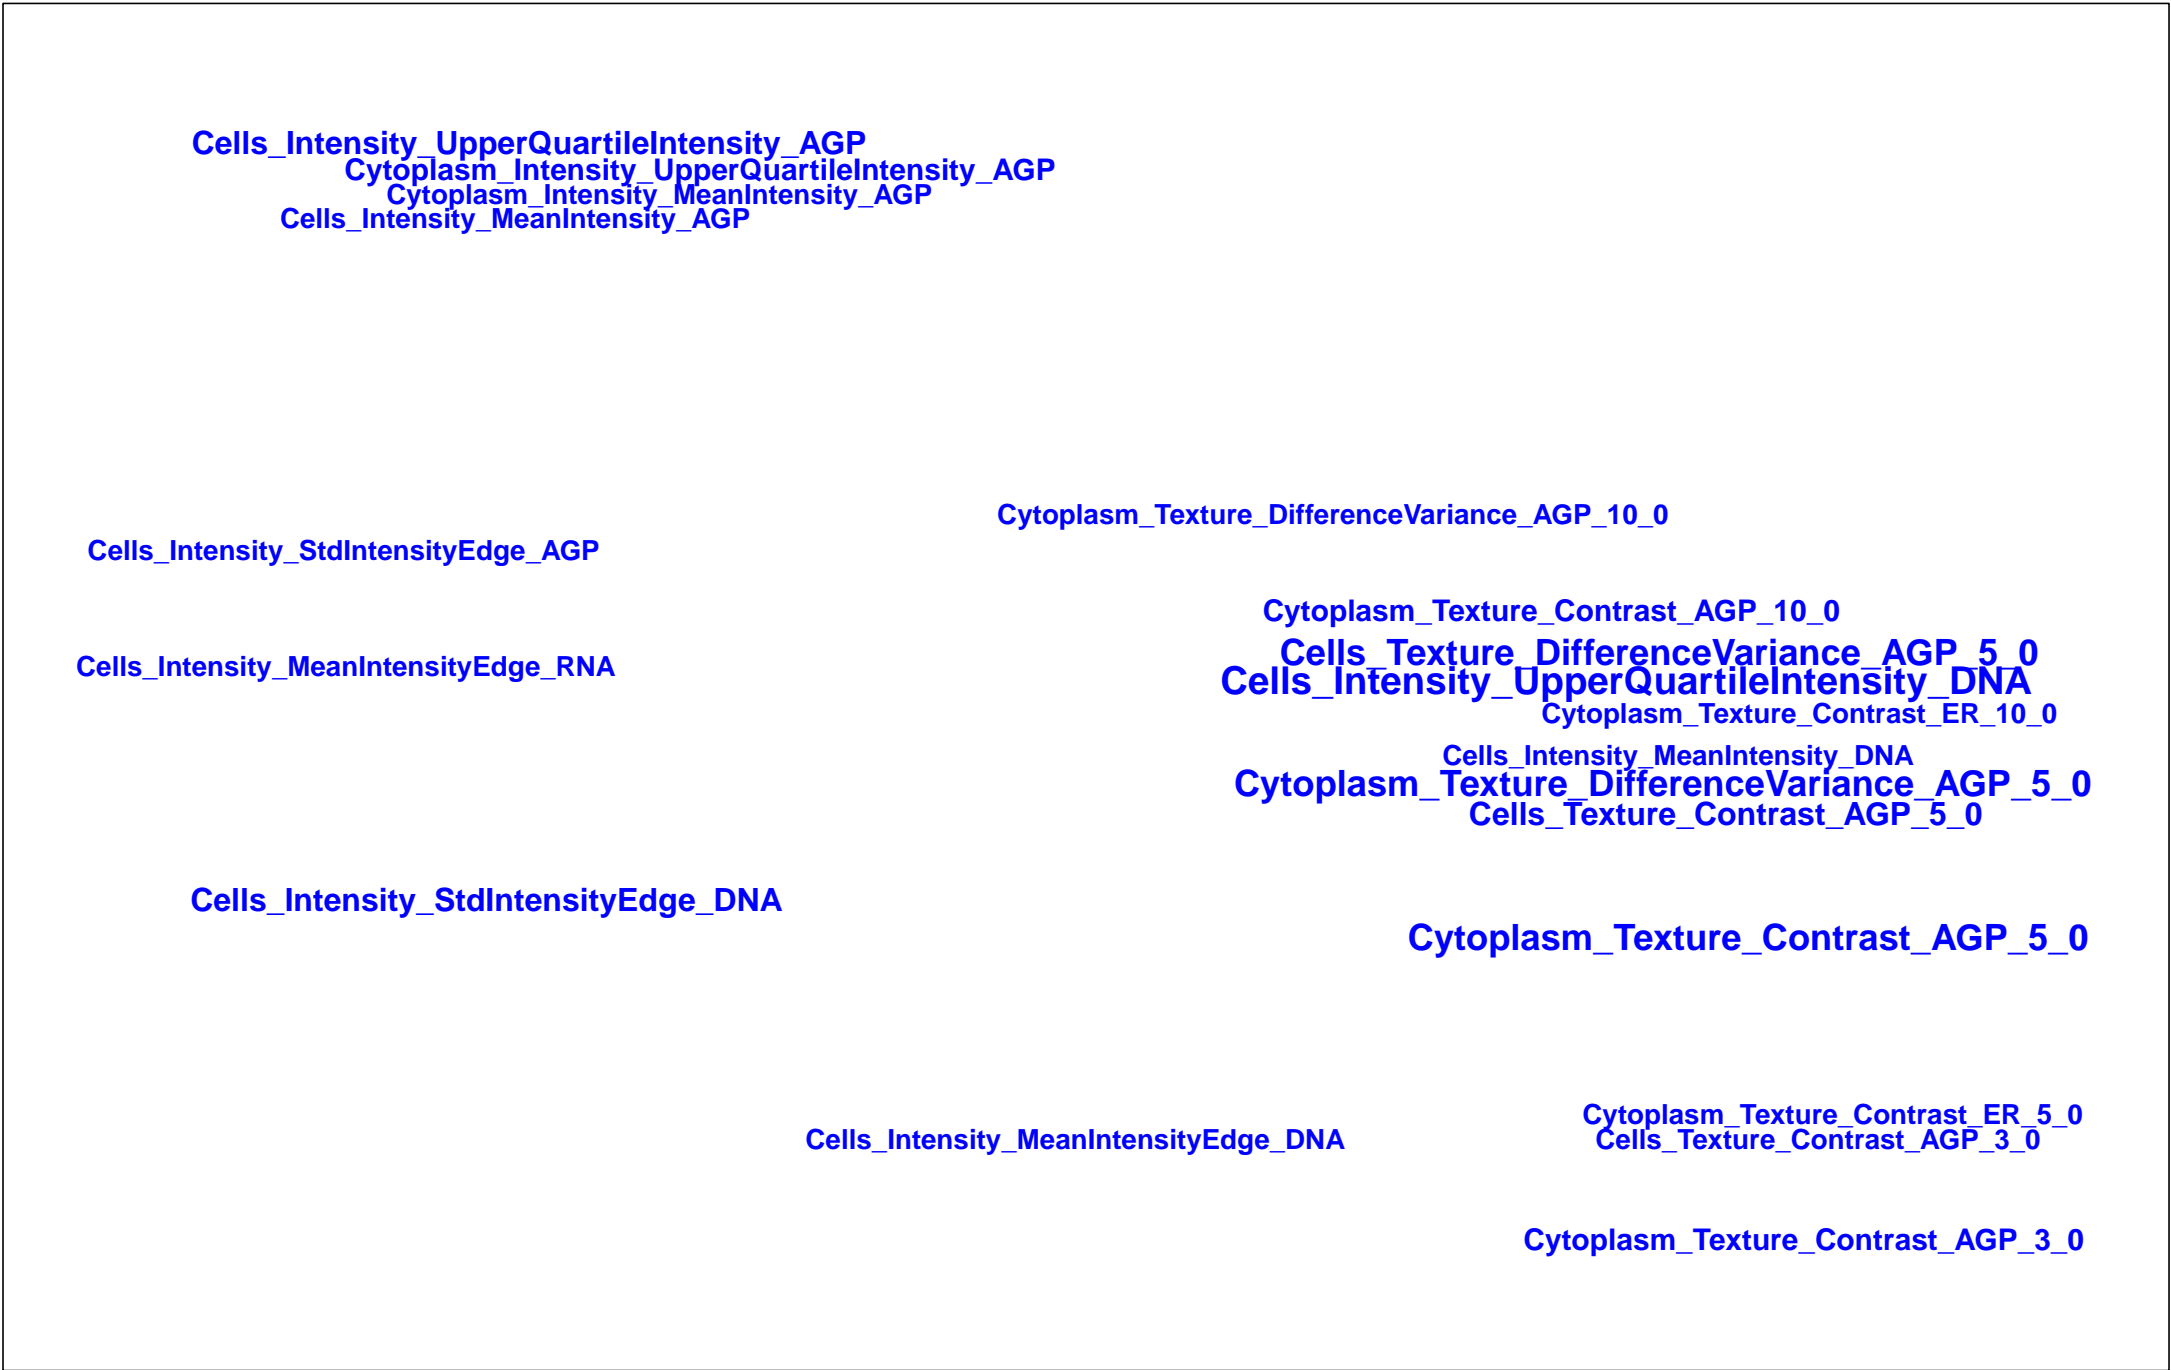 Cells_Intensity_UpperQuartileIntensity_AGP
Cytoplasm_Intensity_UpperQuartileIntensity_AGP
Cytoplasm_Intensity_MeanIntensity_AGP
Cells_Intensity_MeanIntensity_AGP
Cytoplasm_Texture_DifferenceVariance_AGP_10_0
Cells_Intensity_StdIntensityEdge_AGP
Cytoplasm_Texture_Contrast_AGP_10_0
Cells_Texture_DifferenceVariance_AGP_5_0
Cells_Intensity_MeanIntensityEdge_RNA
Cells_Intensity_UpperQuartileIntensity_DNA
Cytoplasm_Texture_Contrast_ER_10_0
Cells_Intensity_MeanIntensity_DNA
Cytoplasm_Texture_DifferenceVariance_AGP_5_0
Cells_Texture_Contrast_AGP_5_0
Cells_Intensity_StdIntensityEdge_DNA
Cytoplasm_Texture_Contrast_AGP_5_0
Cytoplasm_Texture_Contrast_ER_5_0
Cells_Intensity_MeanIntensityEdge_DNA
Cells_Texture_Contrast_AGP_3_0
Cytoplasm_Texture_Contrast_AGP_3_0